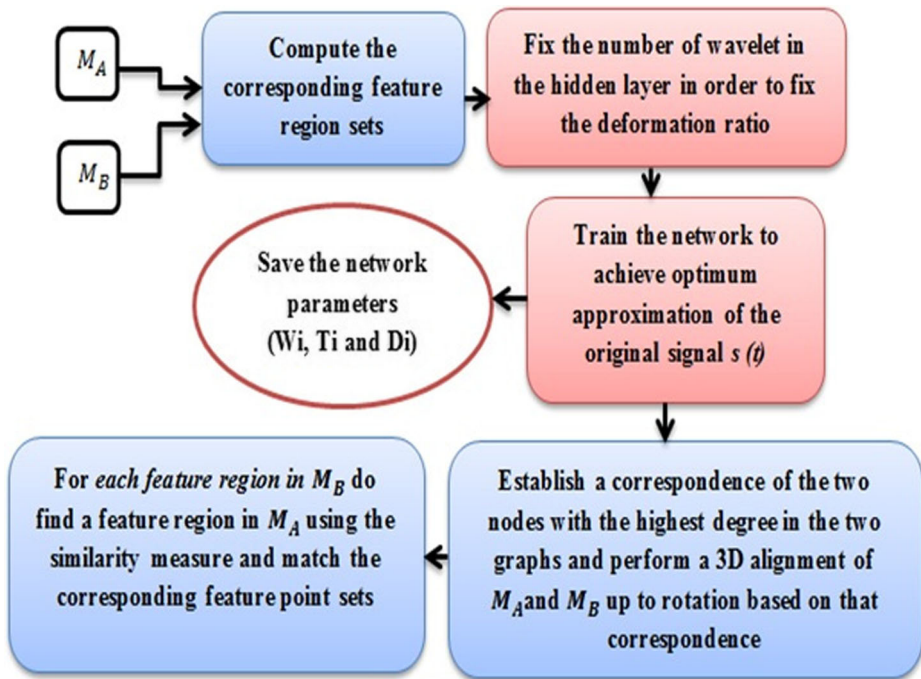 M_A
M_B
Compute the
corresponding feature
region sets
Fix the number of wavelet in
the hidden layer in order to fix
the deformation ratio
Train the network to
achieve optimum
approximation of the
original signal s (t)
Save the network
parameters
(Wi, Ti and Di)
Establish a correspondence of the two
nodes with the highest degree in the two
graphs and perform a 3D alignment of
M_A and M_B up to rotation based on that
correspondence
For each feature region in M_B do
find a feature region in M_A using the
similarity measure and match the
corresponding feature point sets